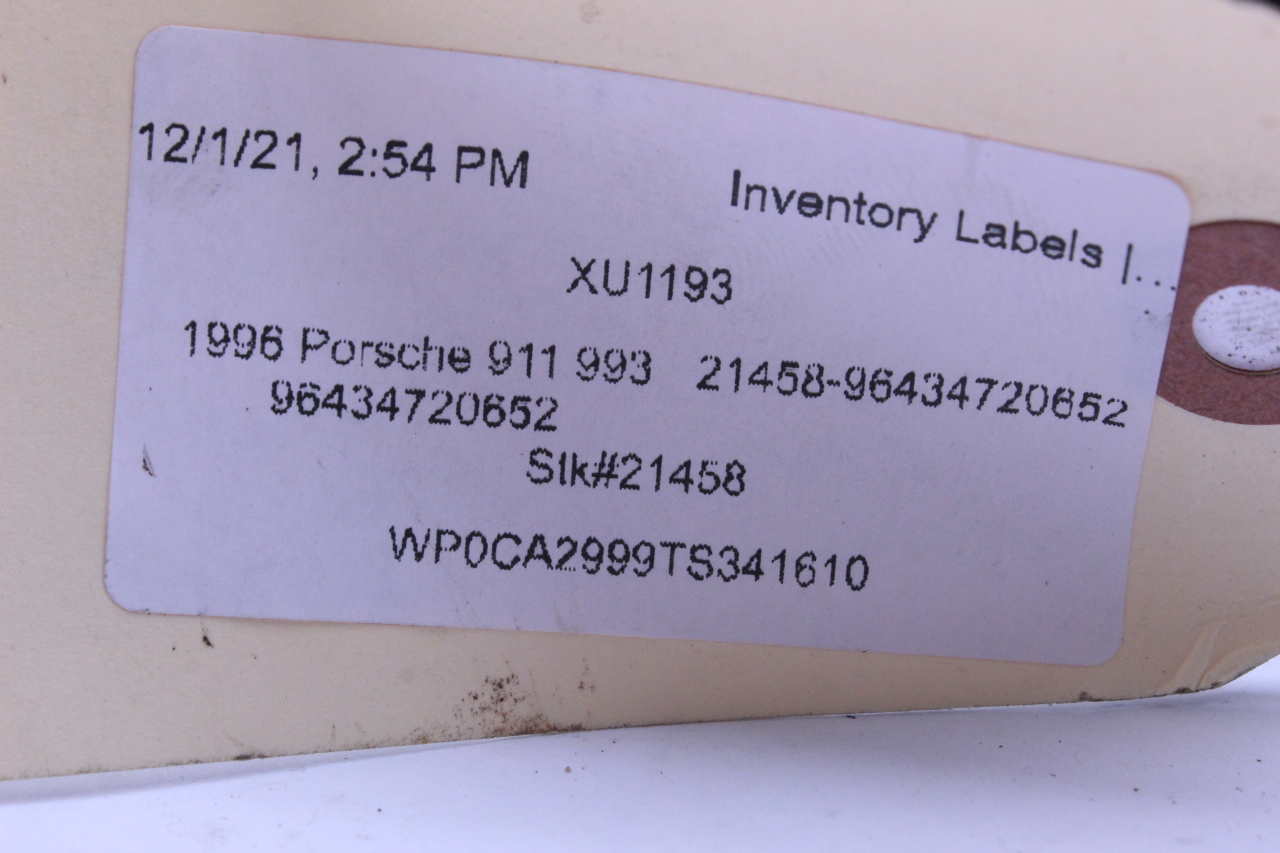 12/1/21, 2:54 PM Inventory Labels |...
XU1193
1996 Porsche 911 993 21458-96434720652
96434720652
Stk#21458
WP0CA2999TS341610